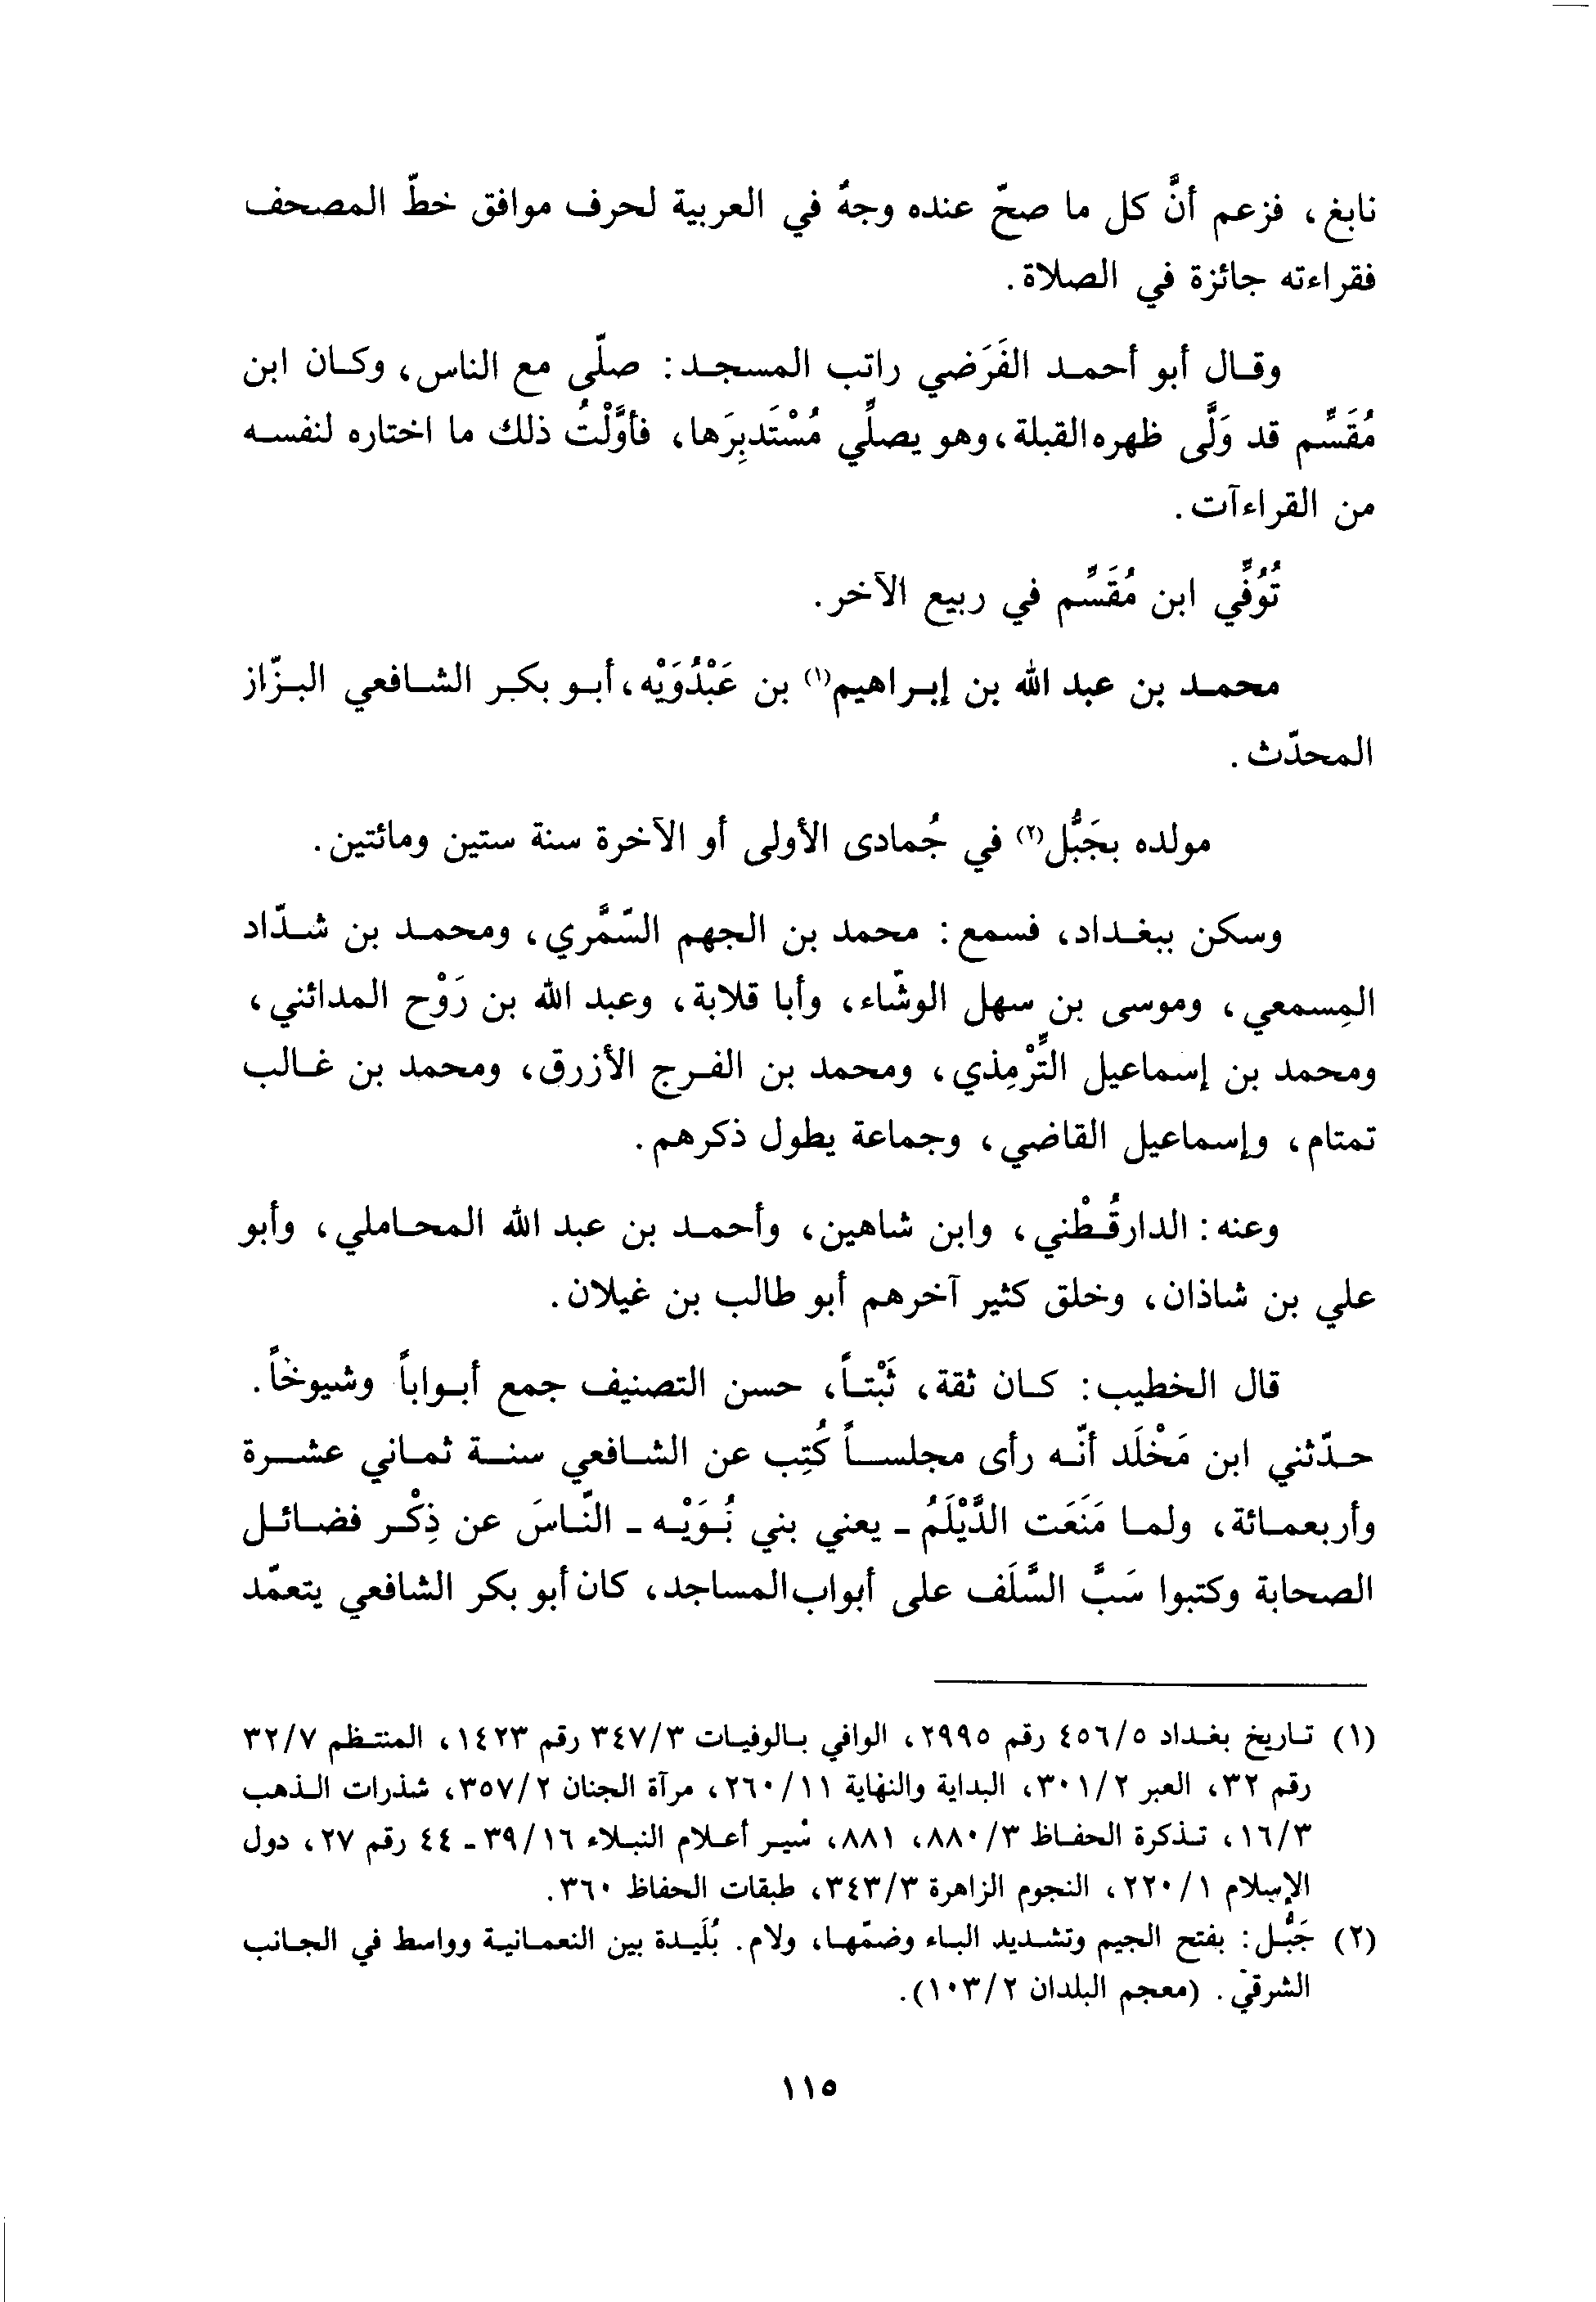 نابغ، فزعم أنَّ كل ما صحّ عنده وجهٌ في العربية لحرف موافق خطّ المصحف
فقراءته جائزة في الصلاة.
وقال أبو أحمد الفَرَضي راتب المسجد: صلّى مع الناس، وكان ابن
مُقَسِّم قد وَلَّى ظهره القبلة، وهو يصلِّي مُسْتَدبِرَها، فأوَّلْتُ ذلك ما اختاره لنفسه
من القراءآت.
تُوُفِّي ابن مُقَسِّم في ربيع الآخر.
محمد بن عبد الله بن إبراهيم(١) بن عَبْدُوَيْه، أبو بكر الشافعي البزّاز
المحدّث.
مولده بجَبُّل(٢) في جُمادى الأولى أو الآخرة سنة ستين ومائتين.
وسكن ببغداد، فسمع: محمد بن الجهم السّمَّري، ومحمد بن شدّاد
المِسمعي، وموسى بن سهل الوشّاء، وأبا قلابة، وعبد الله بن رَوْح المدائني،
ومحمد بن إسماعيل التِّرْمِذي، ومحمد بن الفرج الأزرق، ومحمد بن غالب
تمتام، وإسماعيل القاضي، وجماعة يطول ذكرهم.
وعنه: الدارقُطْني، وابن شاهين، وأحمد بن عبد الله المحاملي، وأبو
علي بن شاذان، وخلق كثير آخرهم أبو طالب بن غيلان.
قال الخطيب: كان ثقة، ثَبْتاً، حسن التصنيف جمع أبواباً وشيوخاً.
حدّثني ابن مَخْلَد أنّه رأى مجلساً كُتِب عن الشافعي سنة ثماني عشرة
وأربعمائة، ولما مَنَعَت الدَّيْلَمُ ـ يعني بني بُوَيْه ـ النّاسَ عن ذِكْر فضائل
الصحابة وكتبوا سَبَّ السَّلَف على أبواب المساجد، كان أبو بكر الشافعي يتعمّد
(١) تاريخ بغداد ٤٥٦/٥ رقم ٢٩٩٥، الوافي بالوفيات ٣٤٧/٣ رقم ١٤٢٣، المنتظم ٣٢/٧
رقم ٣٢، العبر ٣٠١/٢، البداية والنهاية ٢٦٠/١١، مرآة الجنان ٣٥٧/٢، شذرات الذهب
١٦/٣، تذكرة الحفاظ ٨٨٠/٣، ٨٨١، سير أعلام النبلاء ٣٩/١٦ ـ ٤٤ رقم ٢٧، دول
الإسلام ٢٢٠/١، النجوم الزاهرة ٣٤٣/٣، طبقات الحفاظ ٣٦٠.
(٢) جَبُّل: بفتح الجيم وتشديد الباء وضمّها، ولام. بُلَيدة بين النعمانية وواسط في الجانب
الشرقي. (معجم البلدان ١٠٣/٢).
١١٥